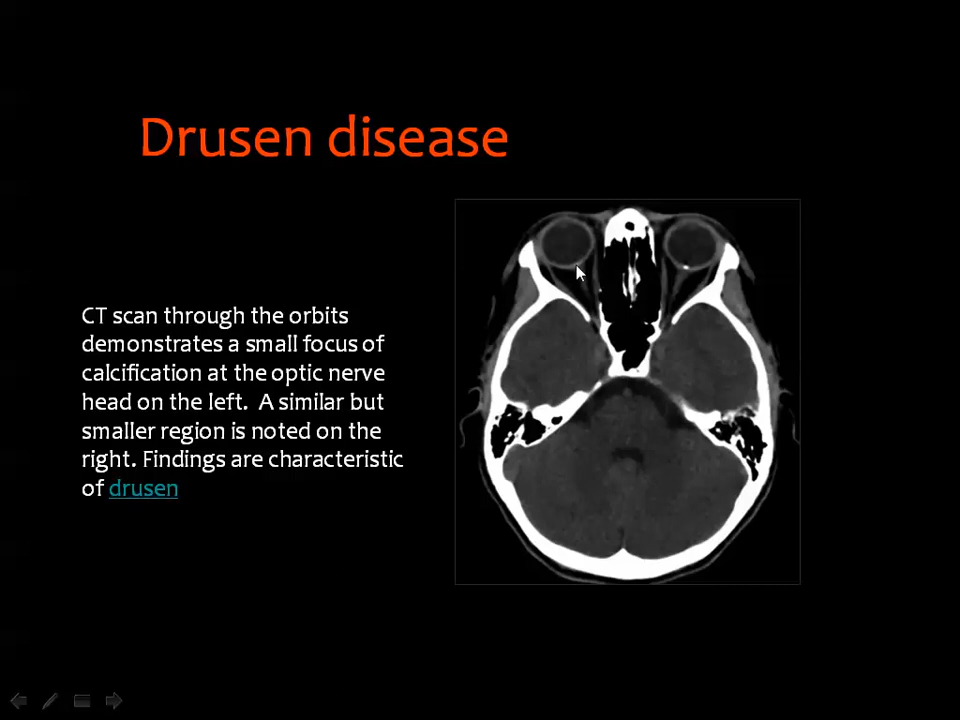 Drusen disease
CT scan through the orbits
demonstrates a small focus of
calcification at the optic nerve
head on the left.  A similar but
smaller region is noted on the
right. Findings are characteristic
of drusen